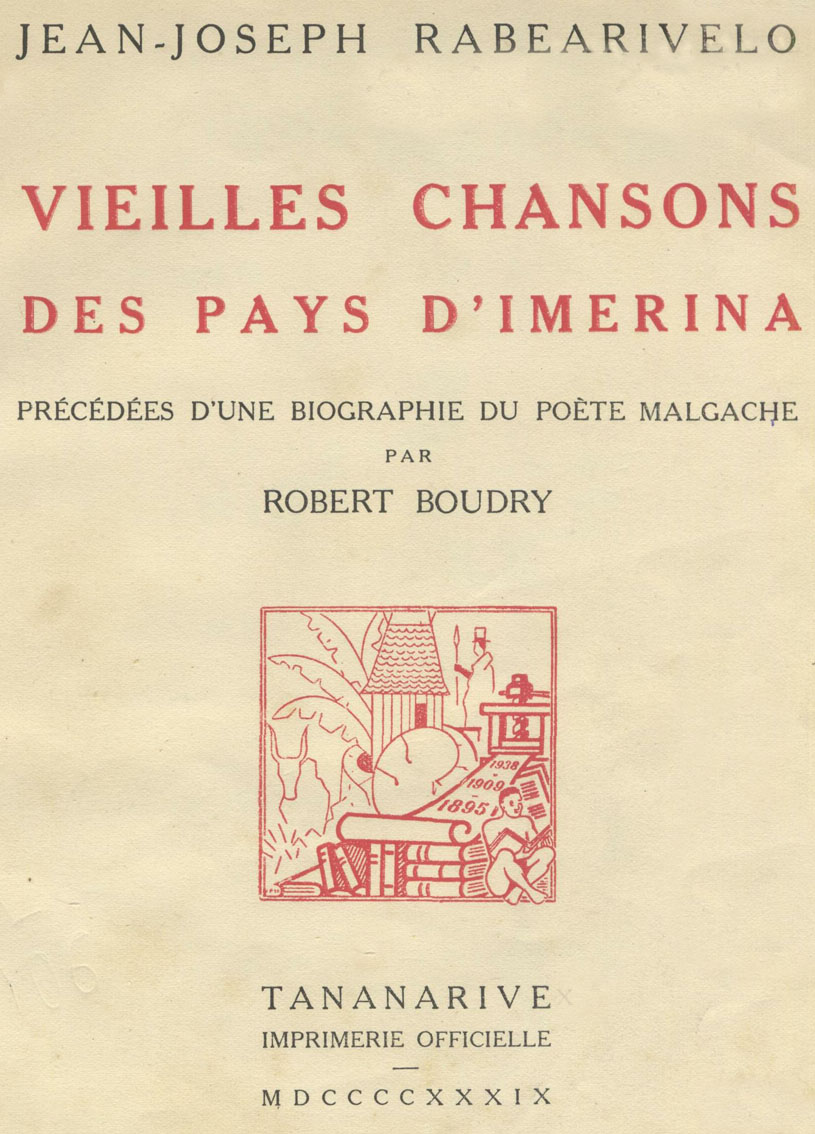 JEAN-JOSEPH RABEARIVELO
VIEILLES CHANSONS
DES PAYS D'IMERINA
PRÉCÉDÉES D'UNE BIOGRAPHIE DU POÈTE MALGACHE
PAR
ROBERT BOUDRY
1938
1909
1895
TANANARIVE
IMPRIMERIE OFFICIELLE
MDCCCCXXXIX